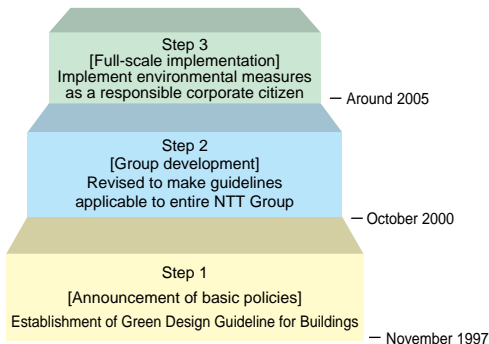 Step 3
[Full-scale implementation]
Implement environmental measures
as a responsible corporate citizen
Around 2005
Step 2
[Group development]
Revised to make guidelines
applicable to entire NTT Group
October 2000
Step 1
[Announcement of basic policies]
Establishment of Green Design Guideline for Buildings
November 1997